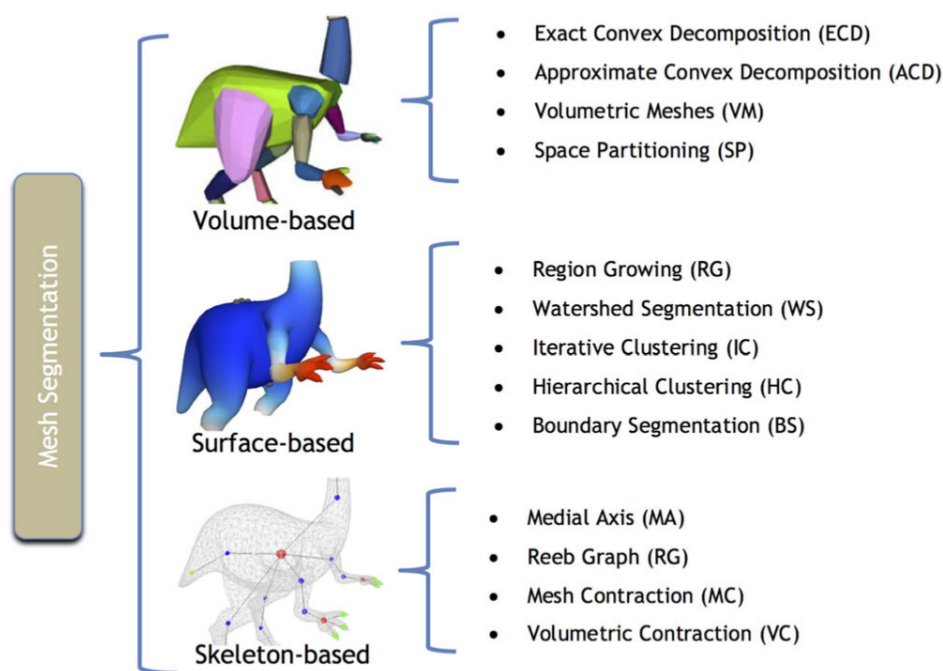 Mesh Segmentation
Volume-based
• Exact Convex Decomposition (ECD)
• Approximate Convex Decomposition (ACD)
• Volumetric Meshes (VM)
• Space Partitioning (SP)
Surface-based
• Region Growing (RG)
• Watershed Segmentation (WS)
• Iterative Clustering (IC)
• Hierarchical Clustering (HC)
• Boundary Segmentation (BS)
Skeleton-based
• Medial Axis (MA)
• Reeb Graph (RG)
• Mesh Contraction (MC)
• Volumetric Contraction (VC)